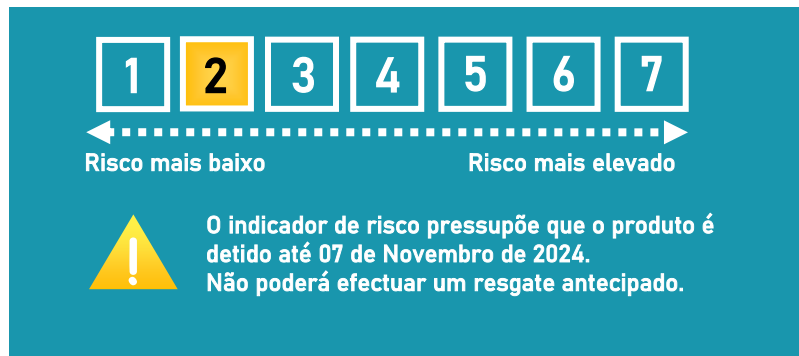 1 2 3 4 5 6 7
Risco mais baixo Risco mais elevado
O indicador de risco pressupõe que o produto é
detido até 07 de Novembro de 2024.
Não poderá efectuar um resgate antecipado.